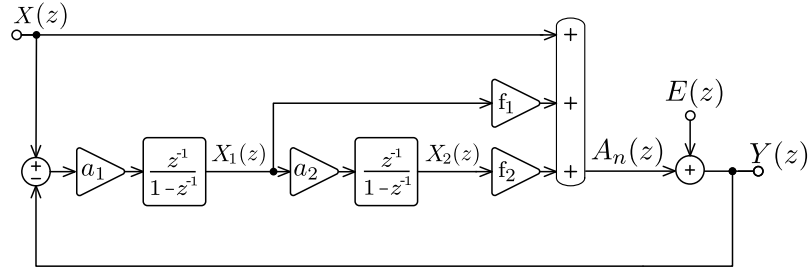 X(z)
+
f₁
+
E(z)
+
−
a₁
z⁻¹
1-z⁻¹
X₁(z)
a₂
z⁻¹
1-z⁻¹
X₂(z)
f₂
+
Aₙ(z)
+
Y(z)